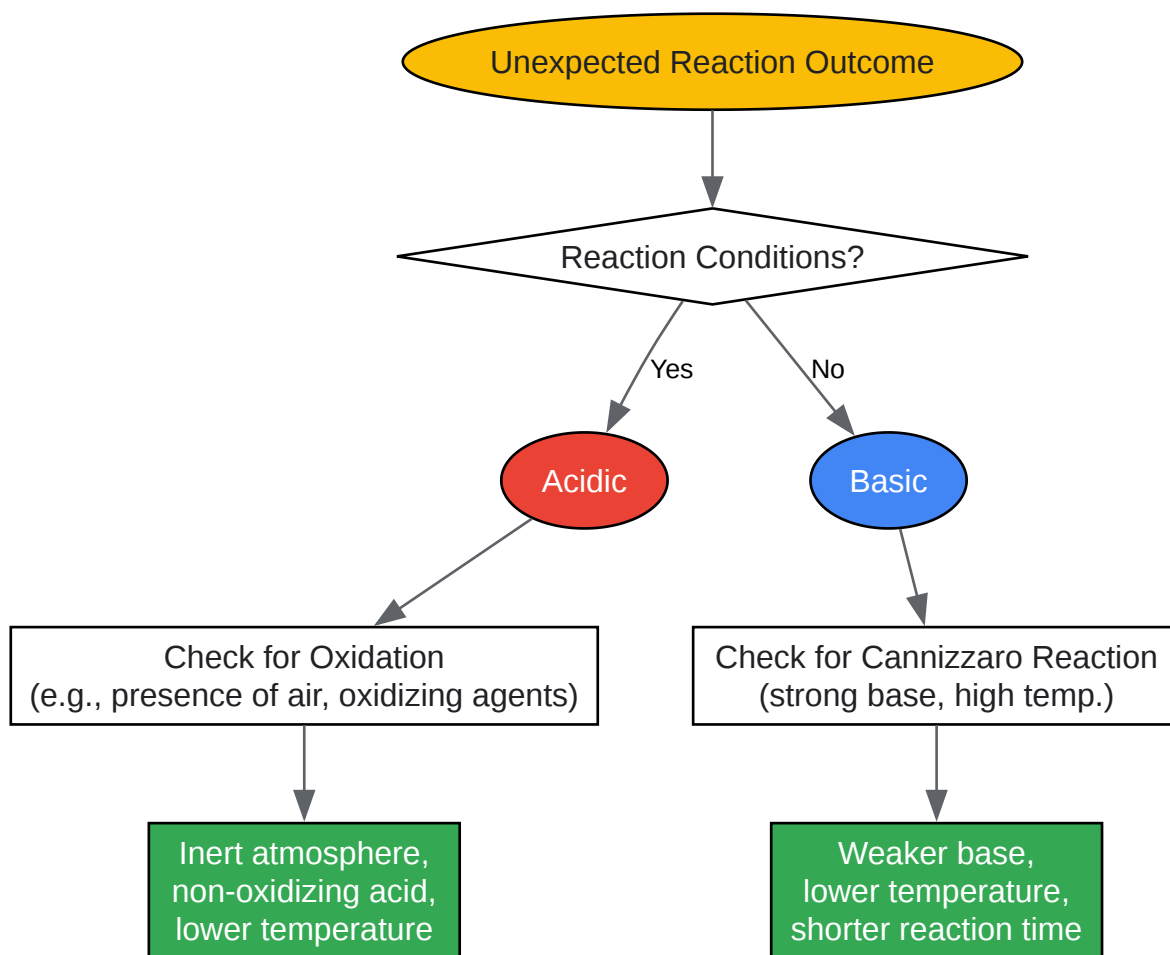 Unexpected Reaction Outcome
Reaction Conditions?
Yes
No
Acidic
Basic
Check for Oxidation
(e.g., presence of air, oxidizing agents)
Check for Cannizzaro Reaction
(strong base, high temp.)
Inert atmosphere,
non-oxidizing acid,
lower temperature
Weaker base,
lower temperature,
shorter reaction time